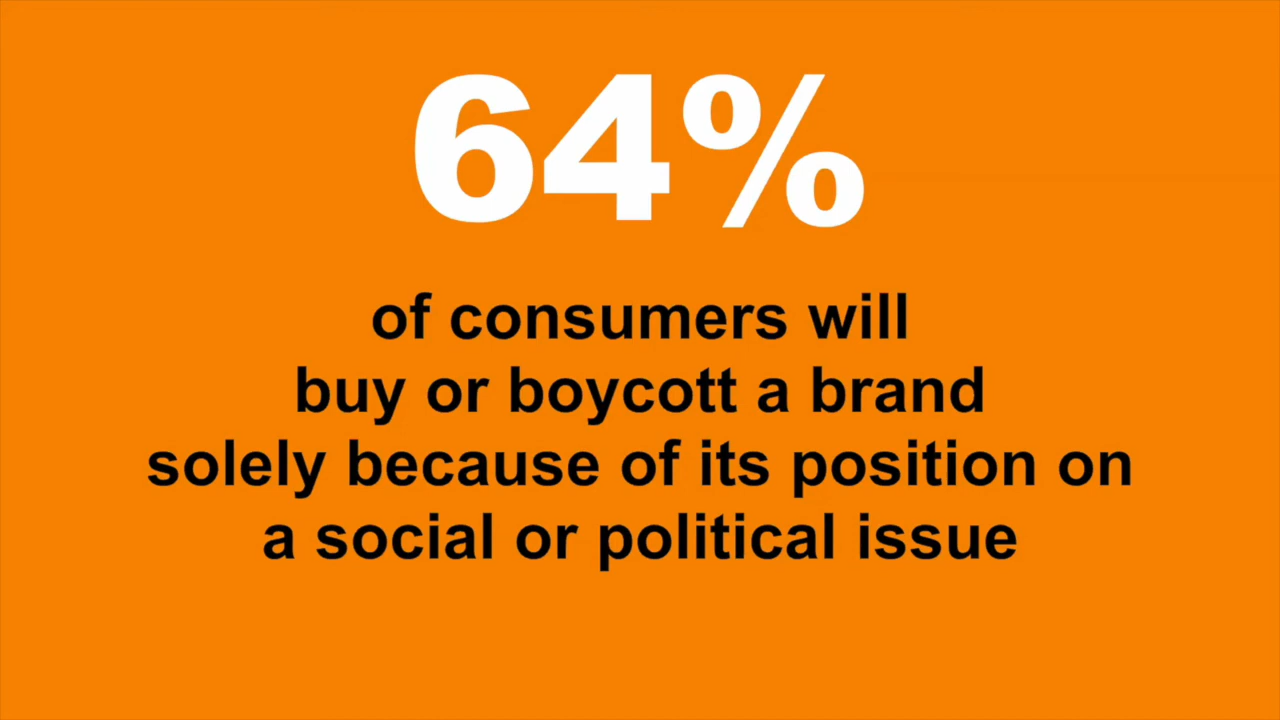 64%
of consumers will
buy or boycott a brand
solely because of its position on
a social or political issue